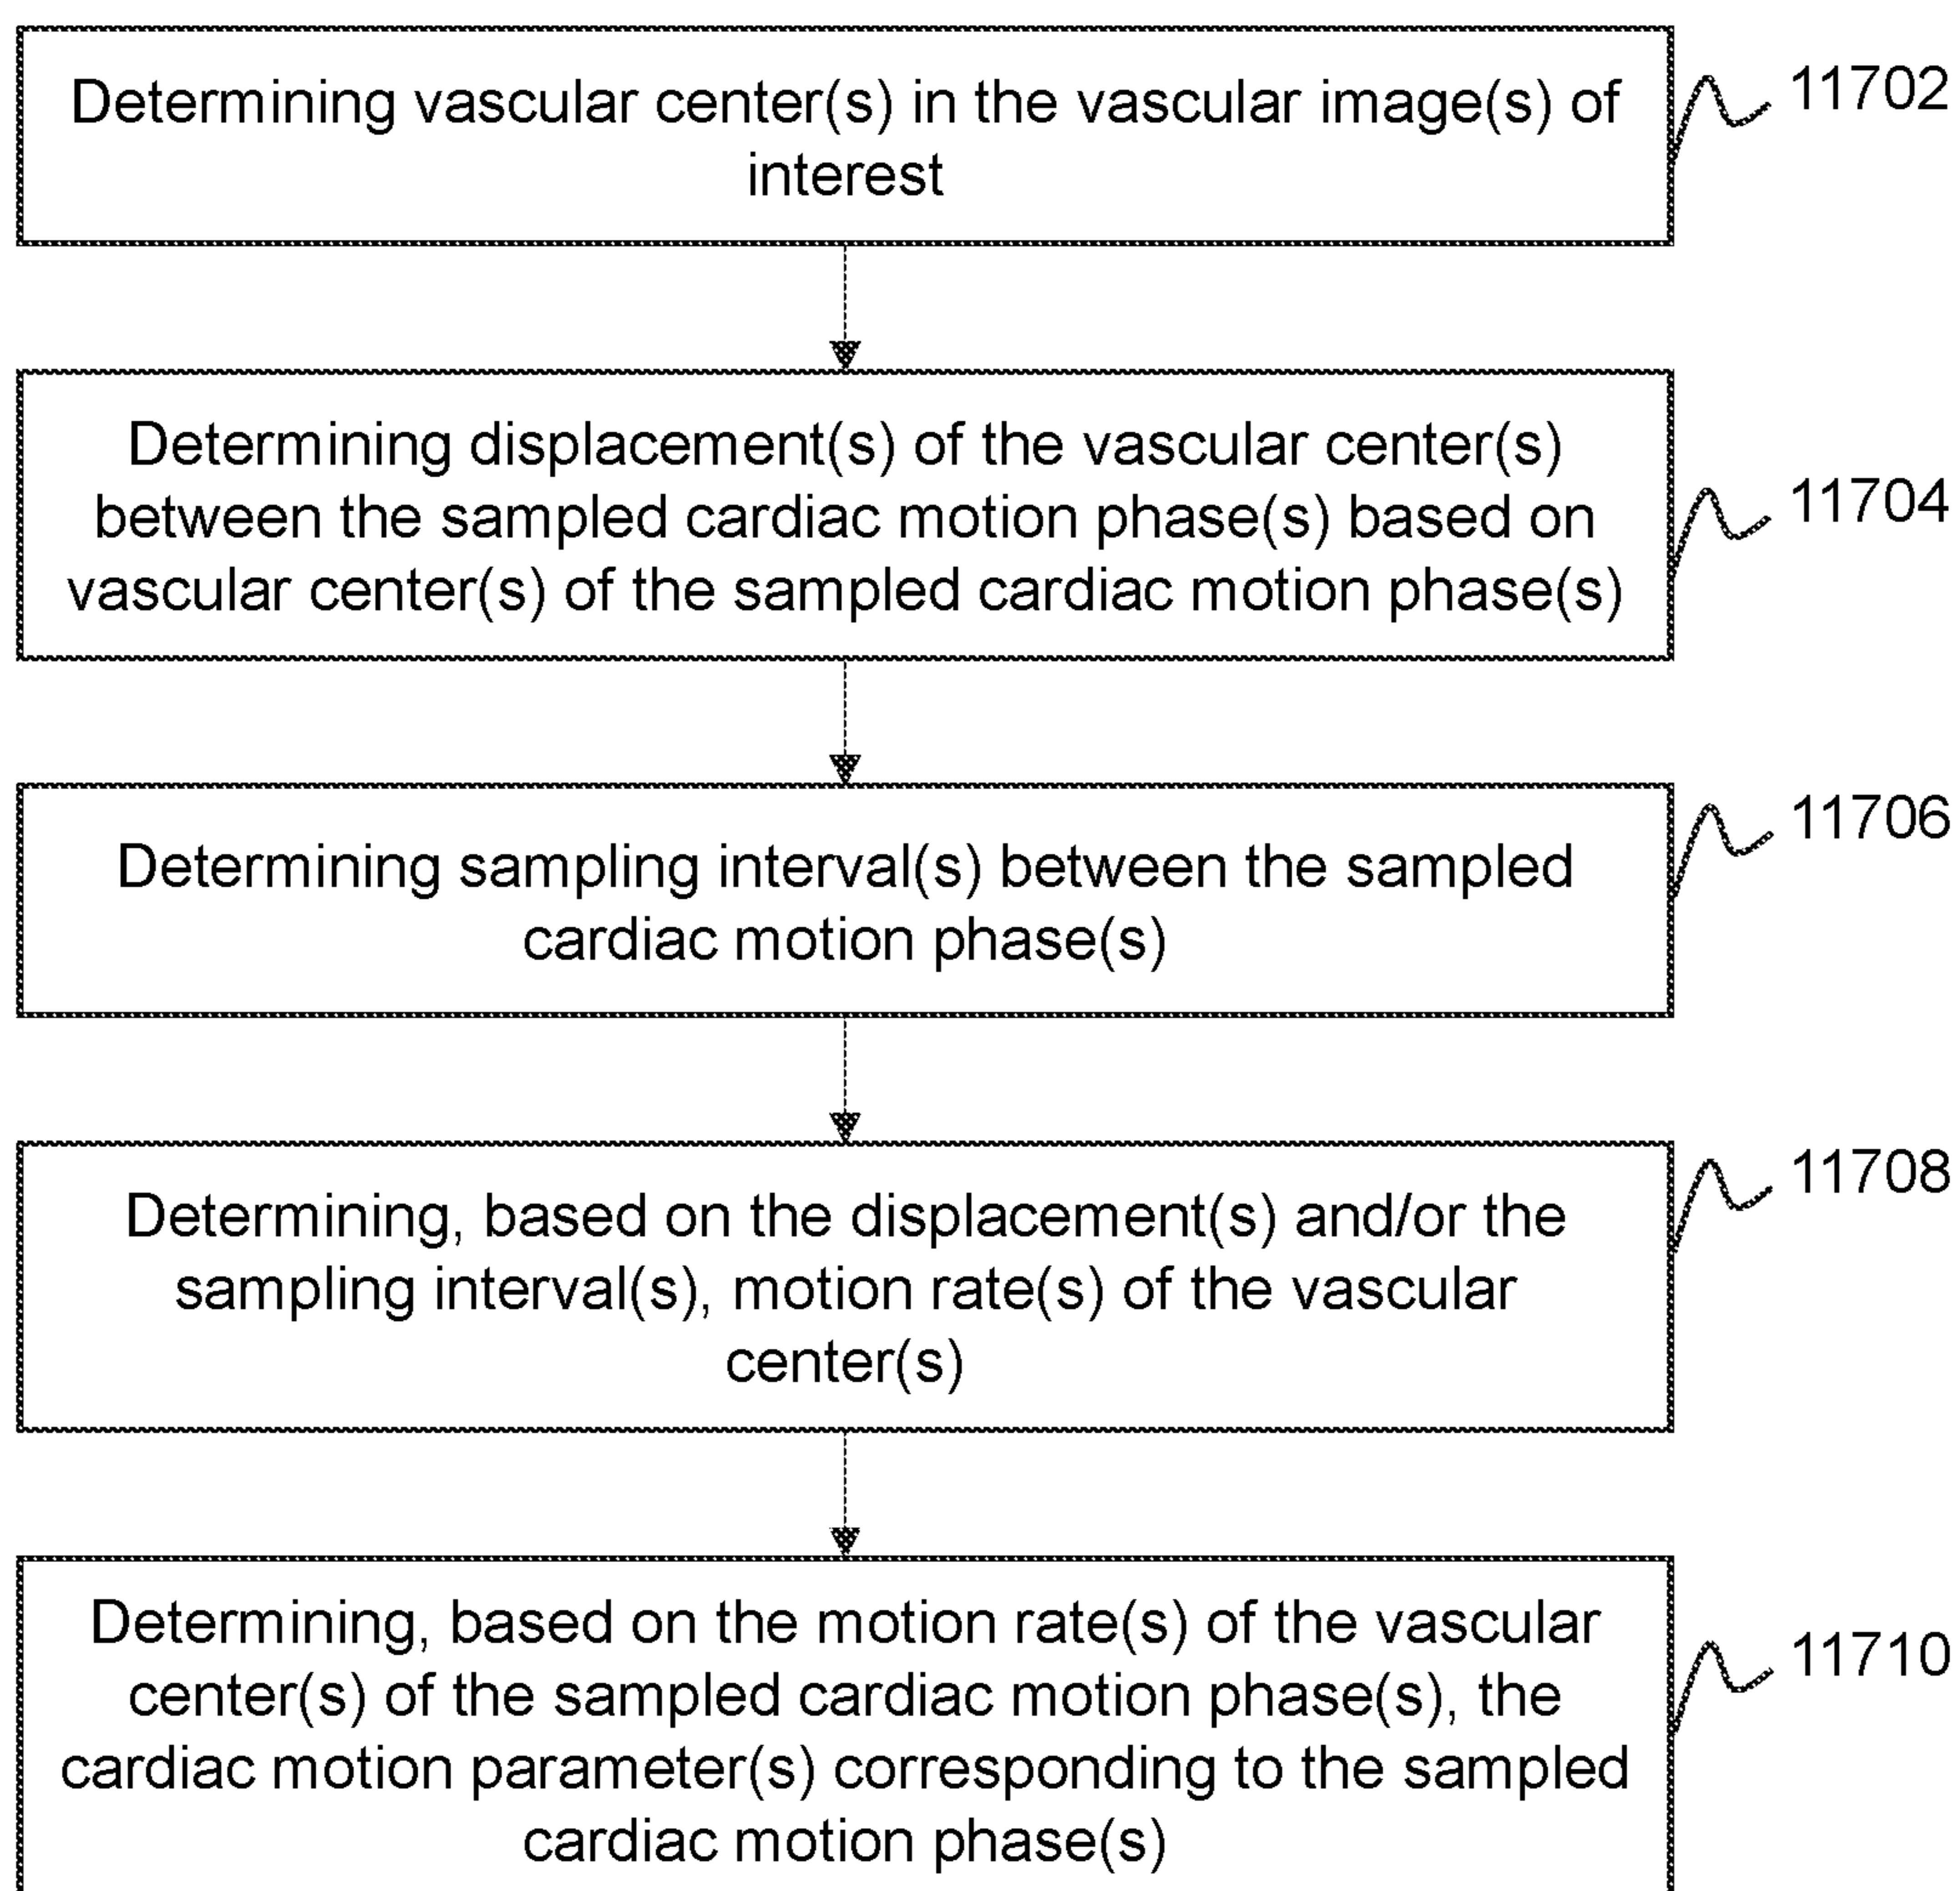 Determining vascular center(s) in the vascular image(s) of
interest
11702
Determining displacement(s) of the vascular center(s)
between the sampled cardiac motion phase(s) based on
vascular center(s) of the sampled cardiac motion phase(s)
11704
Determining sampling interval(s) between the sampled
cardiac motion phase(s)
11706
Determining, based on the displacement(s) and/or the
sampling interval(s), motion rate(s) of the vascular
center(s)
11708
Determining, based on the motion rate(s) of the vascular
center(s) of the sampled cardiac motion phase(s), the
cardiac motion parameter(s) corresponding to the sampled
cardiac motion phase(s)
11710